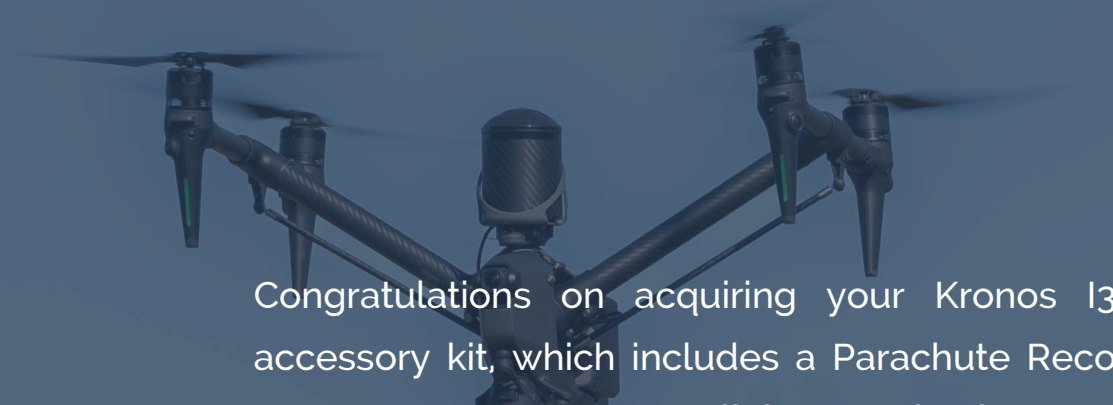 Congratulations on acquiring your Kronos I3
accessory kit, which includes a Parachute Reco